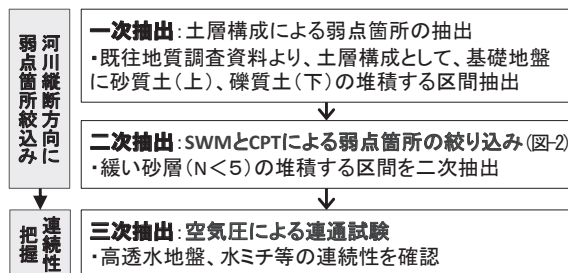 河川縦断方向に
弱点箇所絞込み
一次抽出:土層構成による弱点箇所の抽出
・既往地質調査資料より、土層構成として、基礎地盤
に砂質土(上)、礫質土(下)の堆積する区間抽出
二次抽出:SWMとCPTによる弱点箇所の絞り込み(図-2)
・緩い砂層(N<5)の堆積する区間を二次抽出
連続性
把握
三次抽出:空気圧による連通試験
・高透水地盤、水ミチ等の連続性を確認